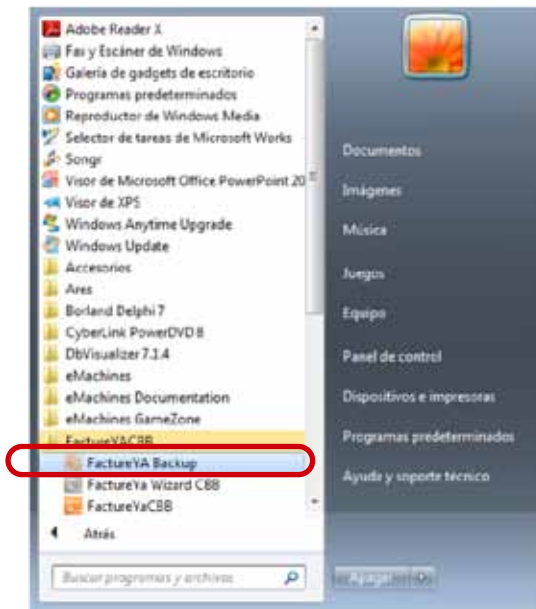 Adobe Reader X
Fax y Escáner de Windows
Galería de gadgets de escritorio
Programas predeterminados
Reproductor de Windows Media
Selector de tareas de Microsoft Works
Songr
Visor de Microsoft Office PowerPoint 20
Visor de XPS
Windows Anytime Upgrade
Windows Update
Accesorios
Ares
Borland Delphi 7
CyberLink PowerDVD 8
DbVisualizer 7.1.4
eMachines
eMachines Documentation
eMachines GameZone
FactureYACBB
FactureYA Backup
FactureYa Wizard CBB
FactureYaCBB
Atrás
Buscar programas y archivos
Documentos
Imágenes
Música
Juegos
Equipo
Panel de control
Dispositivos e impresoras
Programas predeterminados
Ayuda y soporte técnico
Apagar